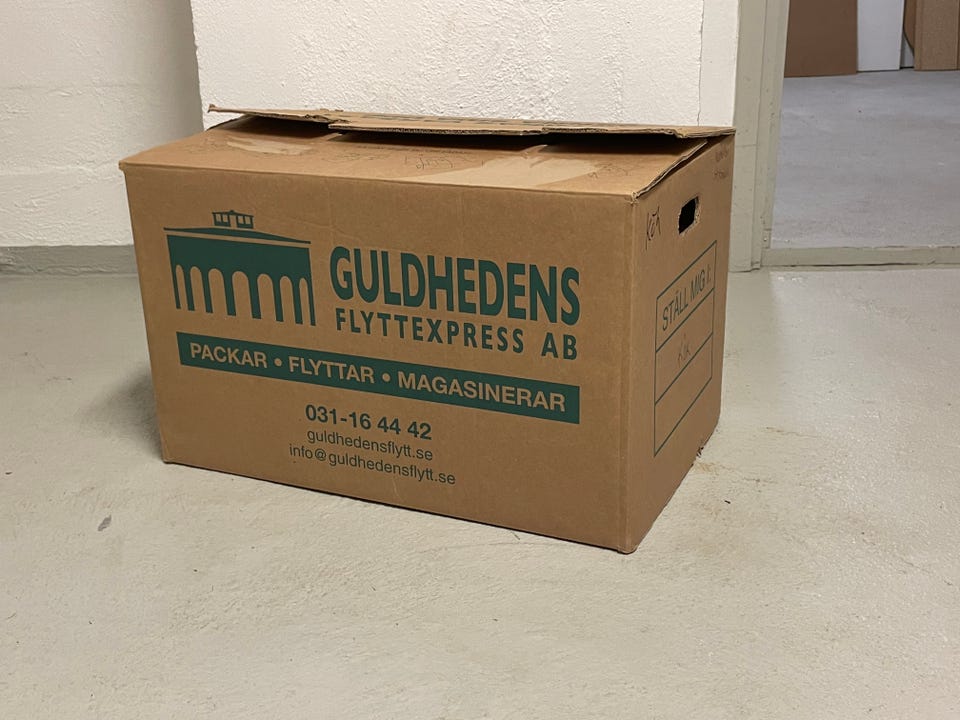 GULDHEDENS
FLYTTEXPRESS AB
PACKAR • FLYTTAR • MAGASINERAR
031-16 44 42
guldhedensflytt.se
info@guldhedensflytt.se
STÄLL MIG I: